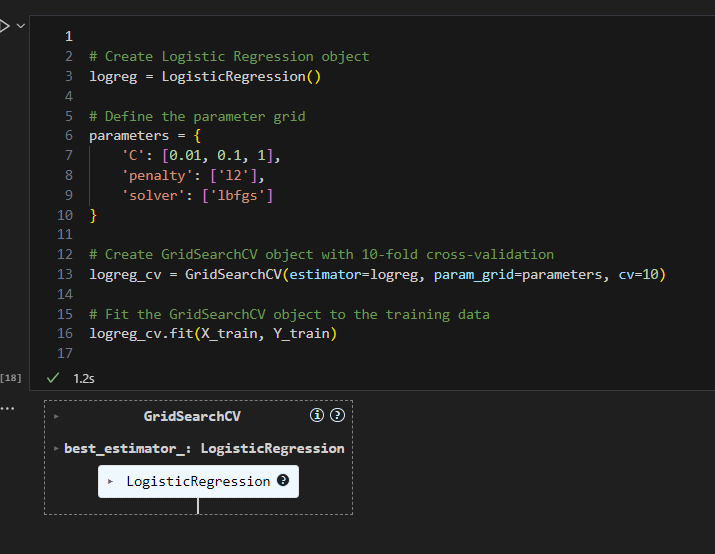 1
2 # Create Logistic Regression object
3 logreg = LogisticRegression()
4
5 # Define the parameter grid
6 parameters = {
7     'C': [0.01, 0.1, 1],
8     'penalty': ['l2'],
9     'solver': ['lbfgs']
10 }
11
12 # Create GridSearchCV object with 10-fold cross-validation
13 logreg_cv = GridSearchCV(estimator=logreg, param_grid=parameters, cv=10)
14
15 # Fit the GridSearchCV object to the training data
16 logreg_cv.fit(X_train, Y_train)
17
[18] ✓ 1.2s
...
▸ GridSearchCV i ?
▸ best_estimator_: LogisticRegression
▸ LogisticRegression ?